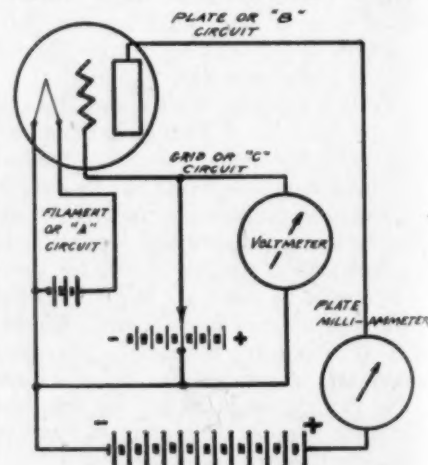 PLATE OR "B"
CIRCUIT
GRID OR "C"
CIRCUIT
FILAMENT
OR "A"
CIRCUIT
VOLTMETER
PLATE
MILLI-AMMETER
- +
- +